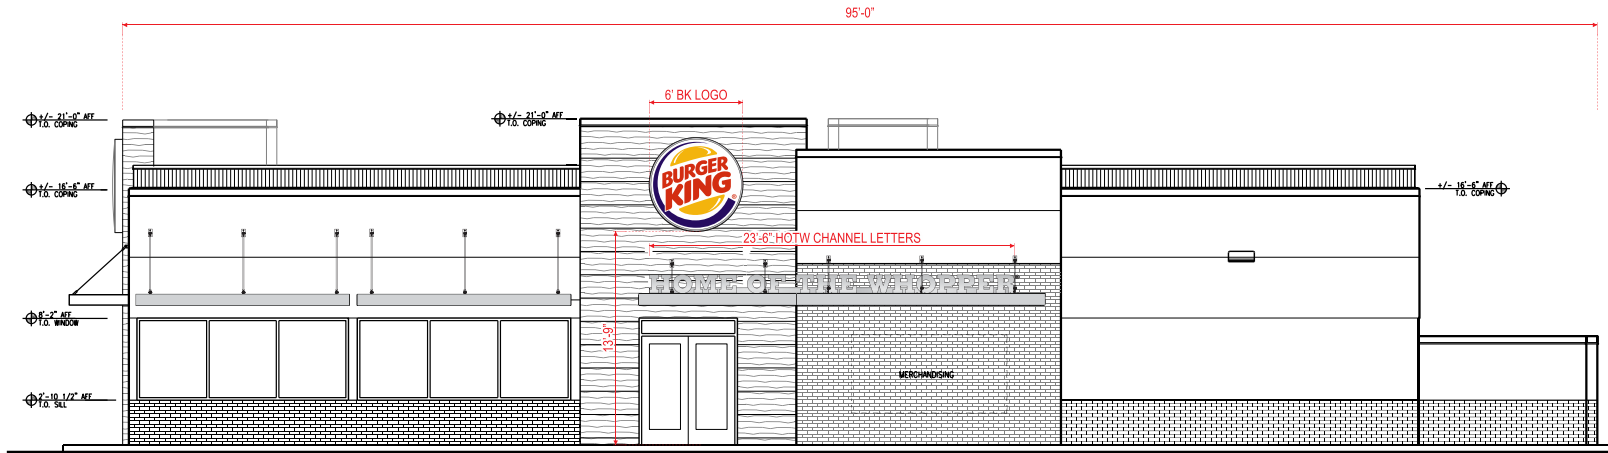 95'-0"
6' BK LOGO
+/- 21'-0" AFF
T.O. COPING
+/- 21'-0" AFF
T.O. COPING
BURGER
KING
®
+/- 16'-6" AFF
T.O. COPING
+/- 16'-6" AFF
T.O. COPING
23'-6" HOTW CHANNEL LETTERS
HOME OF THE WHOPPER
8'-2" AFF
T.O. WINDOW
13'-9"
MERCHANDISING
2'-10 1/2" AFF
T.O. SILL